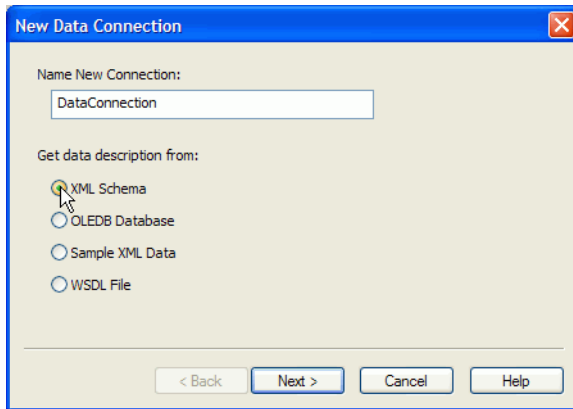 New Data Connection
Name New Connection:
DataConnection
Get data description from:
XML Schema
OLEDB Database
Sample XML Data
WSDL File
< Back Next > Cancel Help